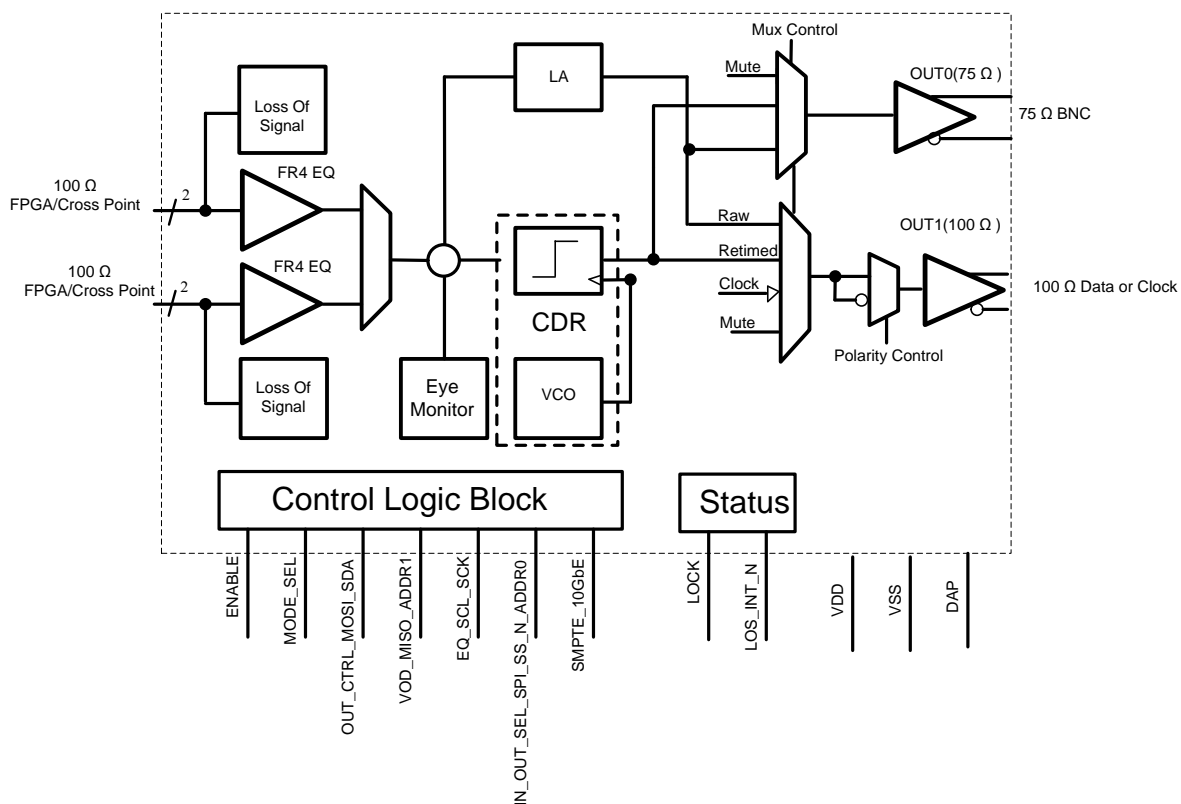 Mux Control
Mute
LA
OUT0(75 Ω )
Loss Of
Signal
75 Ω BNC
FR4 EQ
100 Ω
FPGA/Cross Point
2
Raw
OUT1(100 Ω )
FR4 EQ
Retimed
100 Ω
FPGA/Cross Point
2
Clock
100 Ω Data or Clock
CDR
Mute
Polarity Control
Loss Of
Signal
Eye
Monitor
VCO
Control Logic Block
Status
ENABLE
MODE_SEL
OUT_CTRL_MOSI_SDA
VOD_MISO_ADDR1
EQ_SCL_SCK
IN_OUT_SEL_SPI_SS_N_ADDR0
SMPTE_10GbE
LOCK
LOS_INT_N
VDD
VSS
DAP